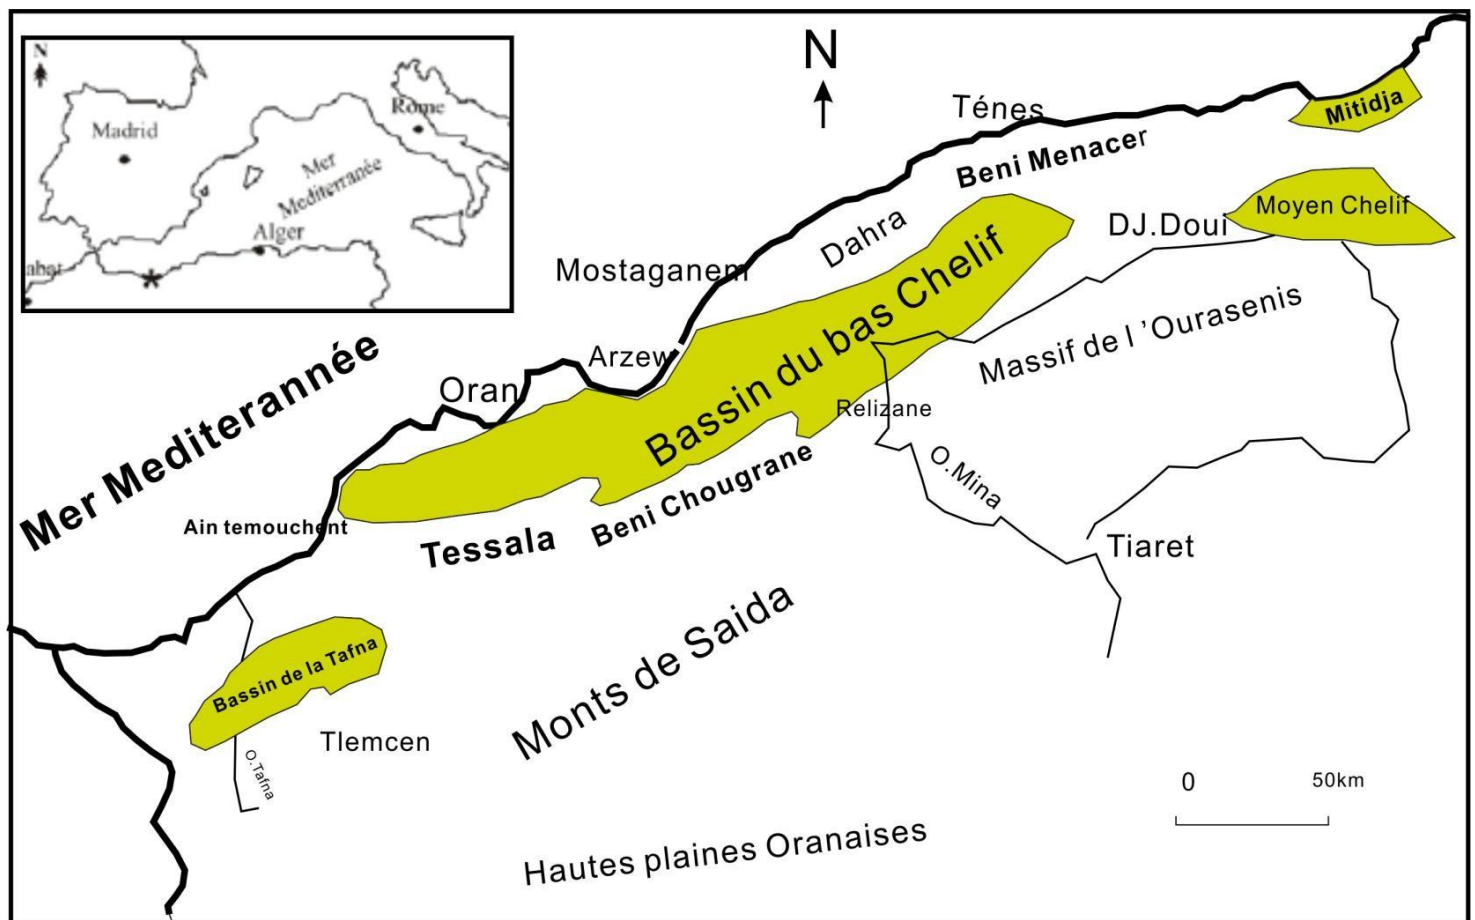 N
Madrid
Rome
Mer
Mediterranée
Alger
abat
N
Ténes
Mitidja
Beni Menacer
Moyen Chelif
DJ.Doui
Dahra
Mostaganem
Bassin du bas Chelif
Massif de l 'Ourasenis
Mer Mediterannée
Arzew
Oran
Relizane
O.Mina
Ain temouchent
Tessala
Beni Chougrane
Tiaret
Monts de Saida
Bassin de la Tafna
Tlemcen
O.Tafna
0 50km
Hautes plaines Oranaises